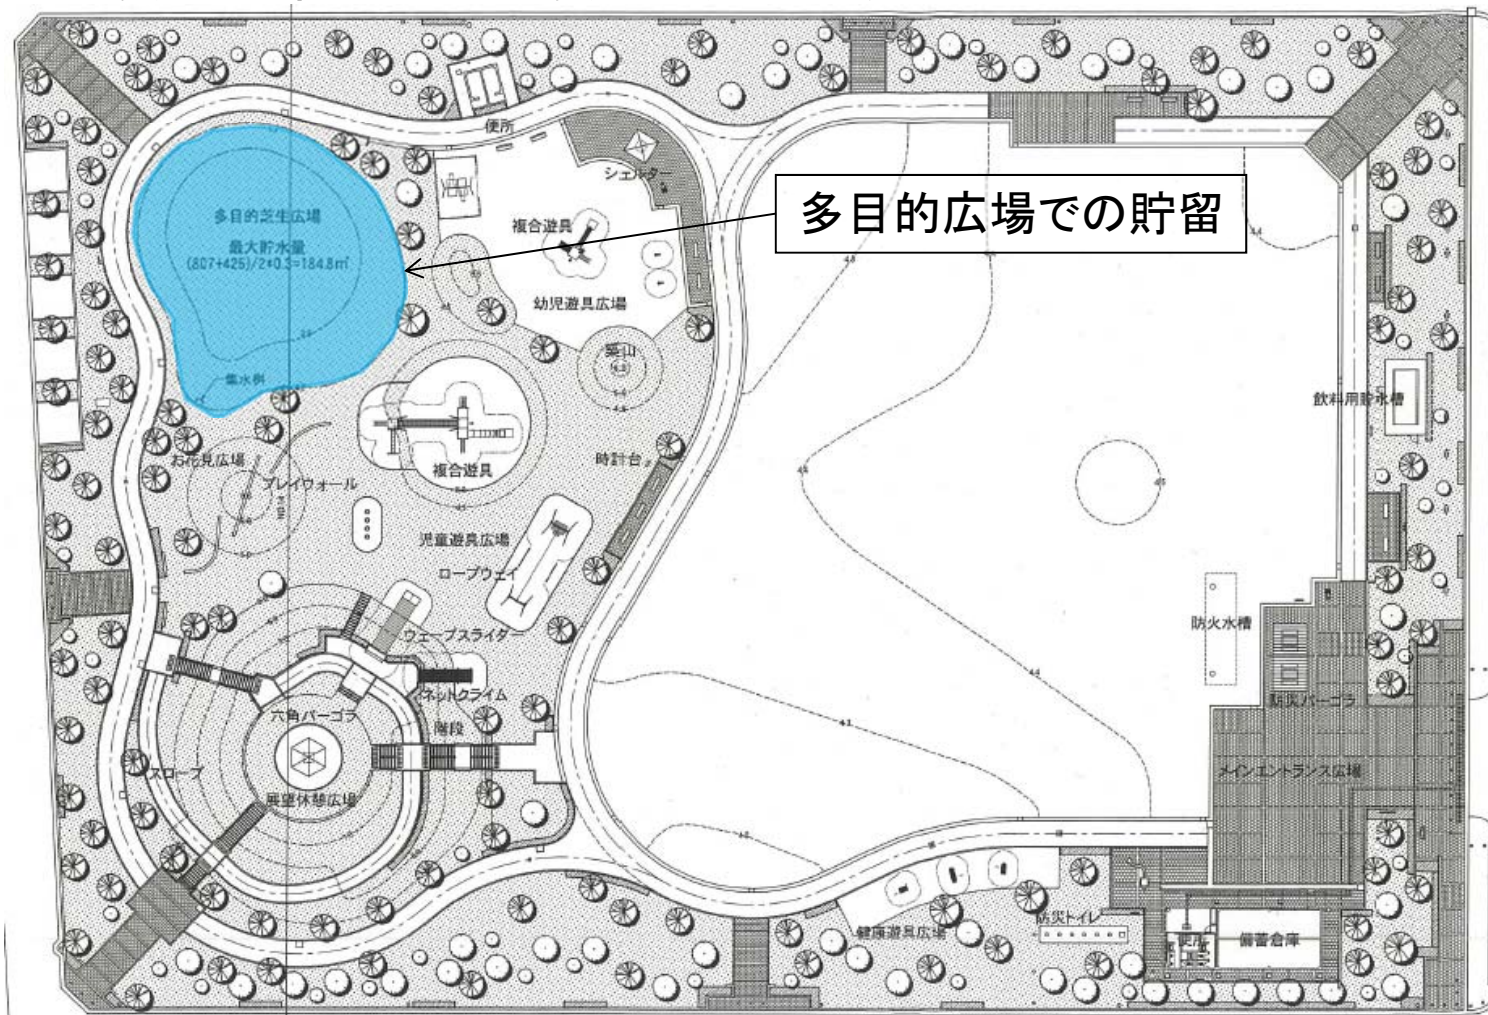 便所
シェルター
多目的広場での貯留
多目的芝生広場
最大貯水量
(807+425)/2*0.3=184.8㎥
複合遊具
幼児遊具広場
築山
集水桝
飲料用貯水槽
お花見広場
プレイウォール
複合遊具
時計台
児童遊具広場
ロープウェイ
ウェーブスライダー
防火水槽
ネットクライム
六角パーゴラ
階段
防災パーゴラ
スロープ
メインエントランス広場
展望休憩広場
防災トイレ
健康遊具広場
便所
備蓄倉庫